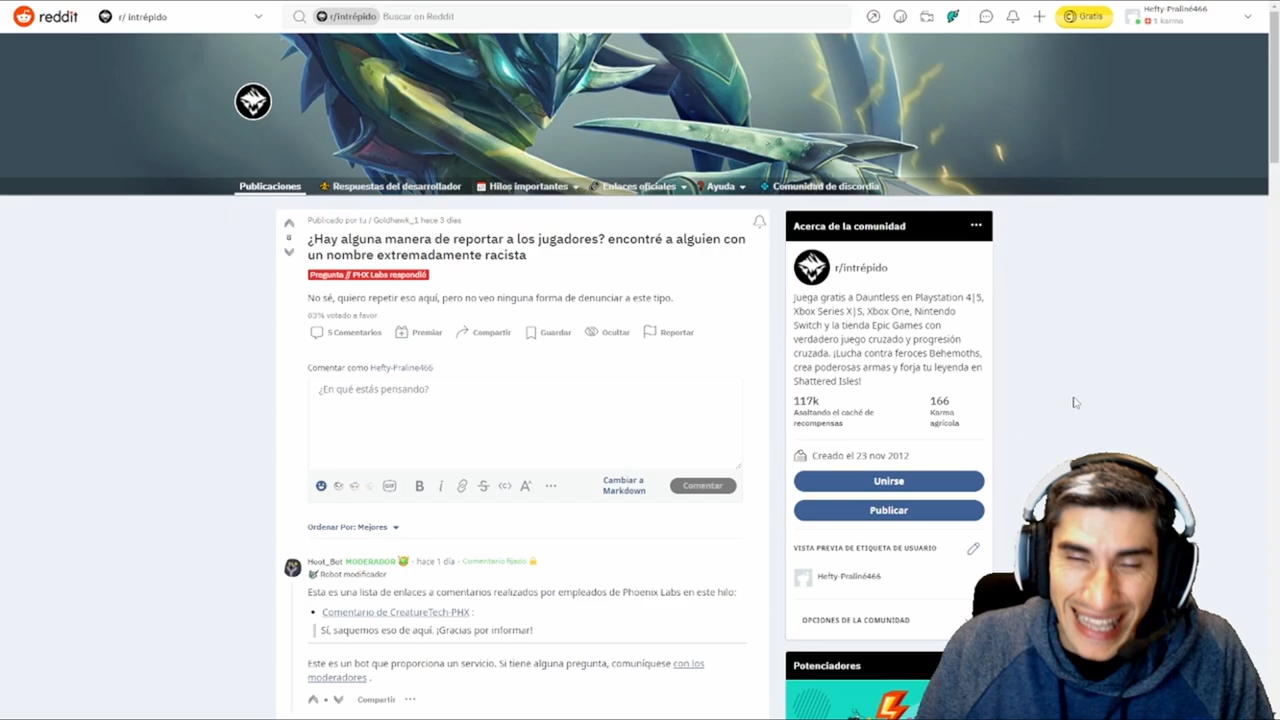 reddit
r/ intrépido
r/intrépido
Buscar en Reddit
Gratis
Hefty-Praliné466
1 karma
Publicaciones
Respuestas del desarrollador
Hilos importantes
Enlaces oficiales
Ayuda
Comunidad de discordia
Publicado por tu / Goldhawk_1 hace 3 días
¿Hay alguna manera de reportar a los jugadores? encontré a alguien con
un nombre extremadamente racista
Pregunta // PHX Labs respondió
No sé, quiero repetir eso aquí, pero no veo ninguna forma de denunciar a este tipo.
83% votado a favor
5 Comentarios
Premiar
Compartir
Guardar
Ocultar
Reportar
Comentar como Hefty-Praline466
¿En qué estás pensando?
GIF
B
i
Cambiar a
Markdown
Comentar
Ordenar Por: Mejores
Hoot_Bot MODERADOR · hace 1 día · Comentario fijado
Robot modificador
Esta es una lista de enlaces a comentarios realizados por empleados de Phoenix Labs en este hilo:
Comentario de CreatureTech-PHX :
Sí, saquemos eso de aquí. ¡Gracias por informar!
Este es un bot que proporciona un servicio. Si tiene alguna pregunta, comuníquese con los
moderadores .
Compartir
Acerca de la comunidad
r/intrépido
Juega gratis a Dauntless en Playstation 4|5,
Xbox Series X|S, Xbox One, Nintendo
Switch y la tienda Epic Games con
verdadero juego cruzado y progresión
cruzada. ¡Lucha contra feroces Behemoths,
crea poderosas armas y forja tu leyenda en
Shattered Isles!
117k
Asaltando el caché de
recompensas
166
Karma
agrícola
Creado el 23 nov 2012
Unirse
Publicar
VISTA PREVIA DE ETIQUETA DE USUARIO
Hefty-Praliné466
OPCIONES DE LA COMUNIDAD
Potenciadores